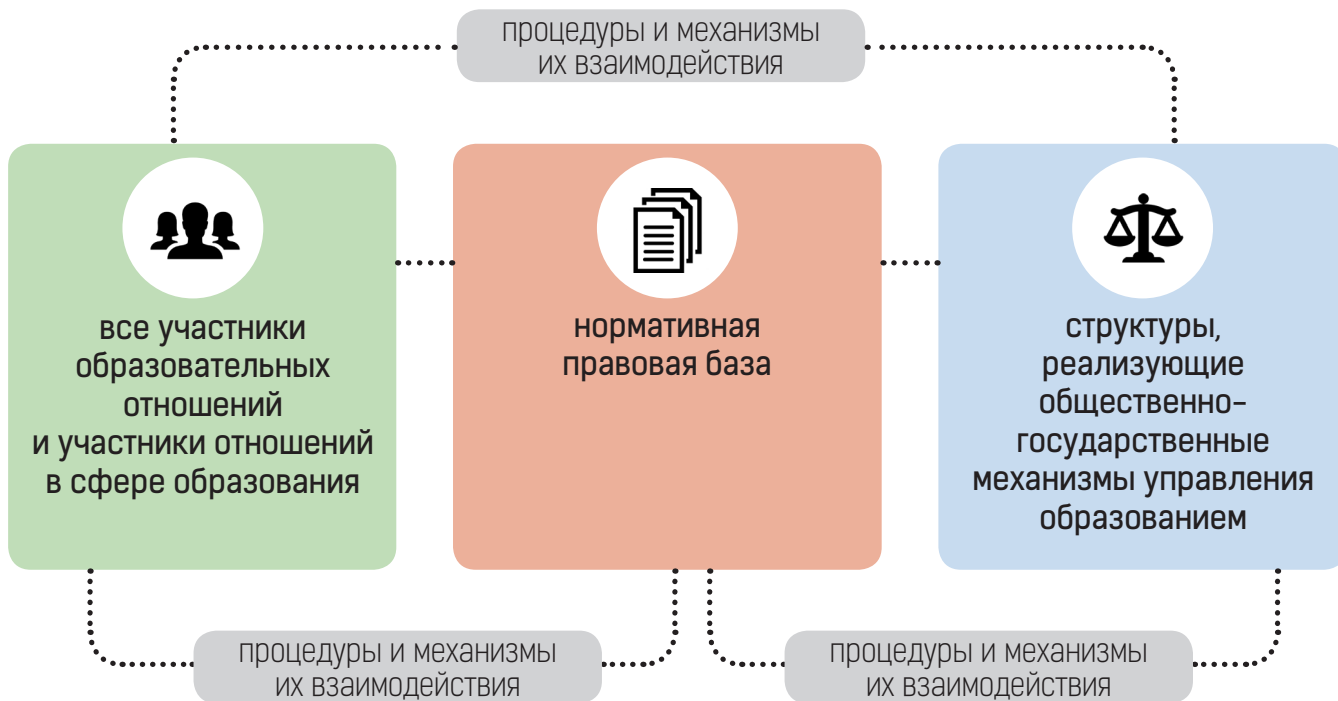 процедуры и механизмы
их взаимодействия
все участники
образовательных
отношений
и участники отношений
в сфере образования
нормативная
правовая база
структуры,
реализующие
общественно-
государственные
механизмы управления
образованием
процедуры и механизмы
их взаимодействия
процедуры и механизмы
их взаимодействия